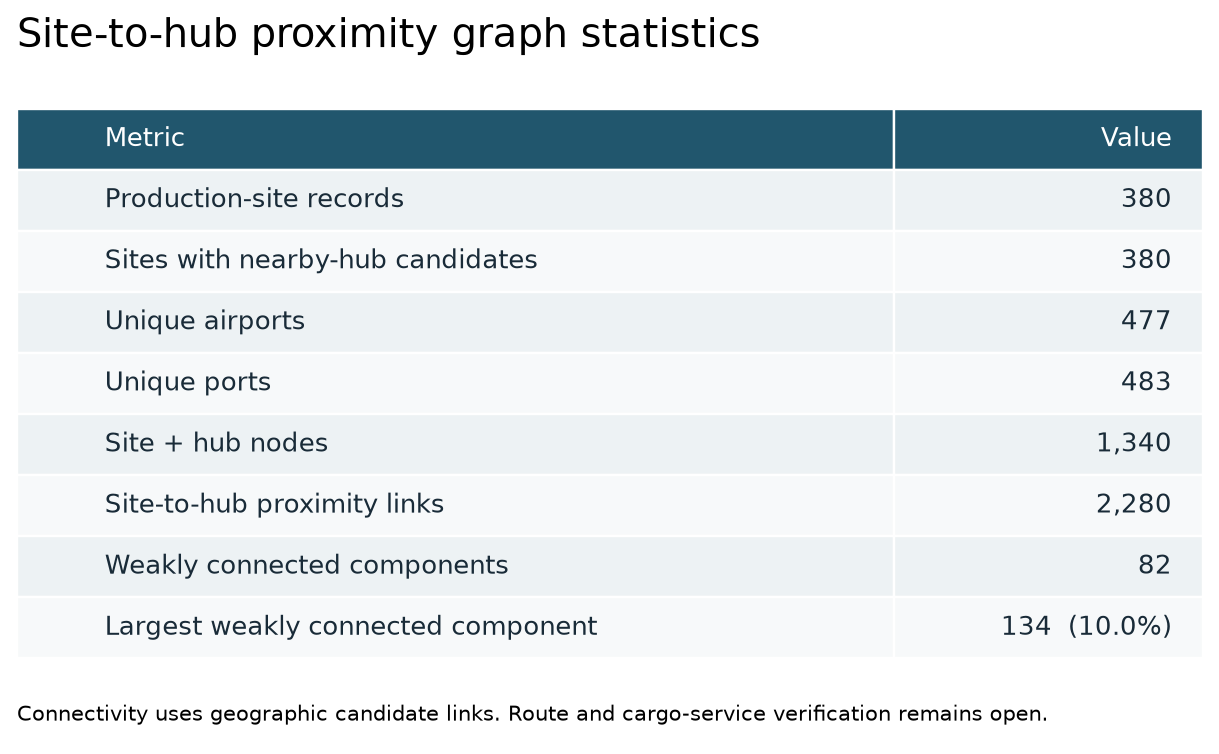 Site-to-hub proximity graph statistics
Metric Value
Production-site records 380
Sites with nearby-hub candidates 380
Unique airports 477
Unique ports 483
Site + hub nodes 1,340
Site-to-hub proximity links 2,280
Weakly connected components 82
Largest weakly connected component 134 (10.0%)
Connectivity uses geographic candidate links. Route and cargo-service verification remains open.